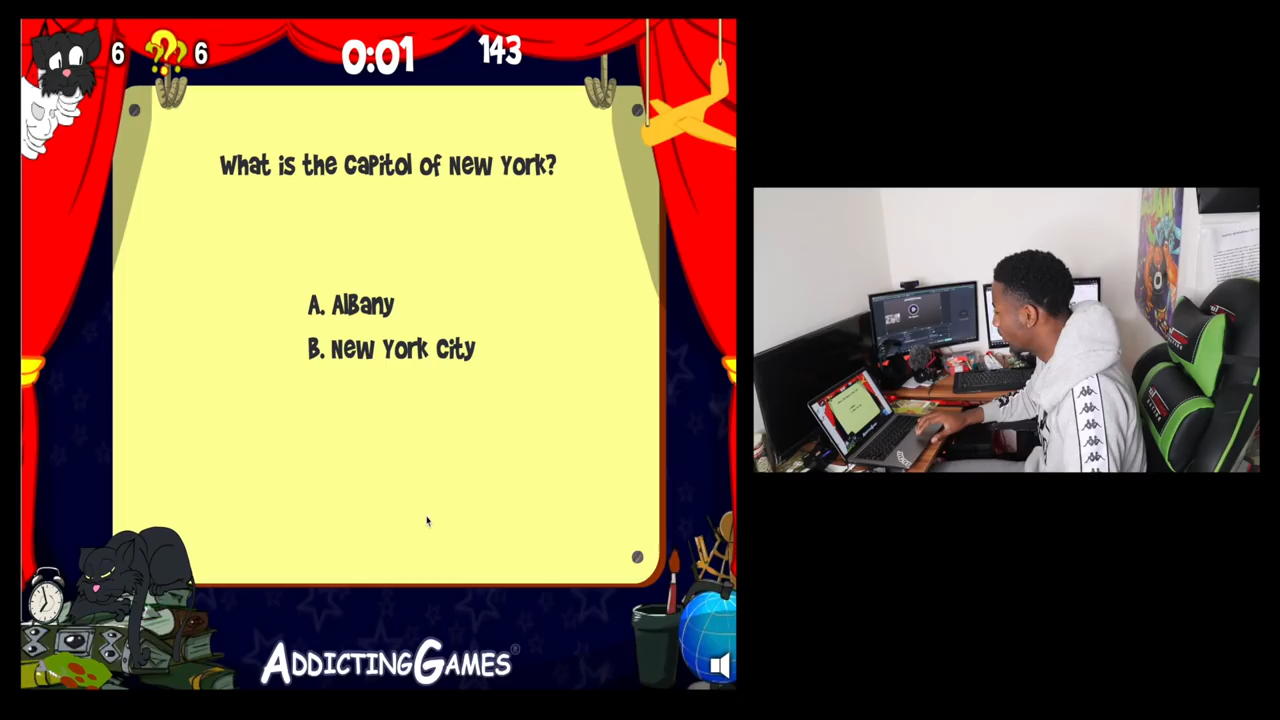 6
6
0:01
143
What is the Capitol of New York?
A. Albany
B. New York City
AddictingGames®